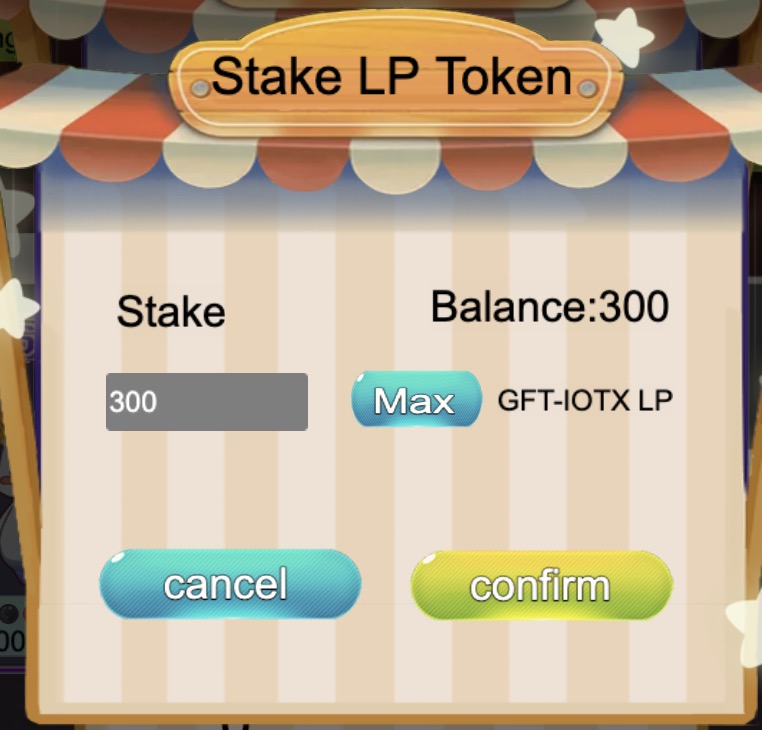 Stake LP Token
Stake
Balance:300
300
Max
GFT-IOTX LP
cancel
confirm